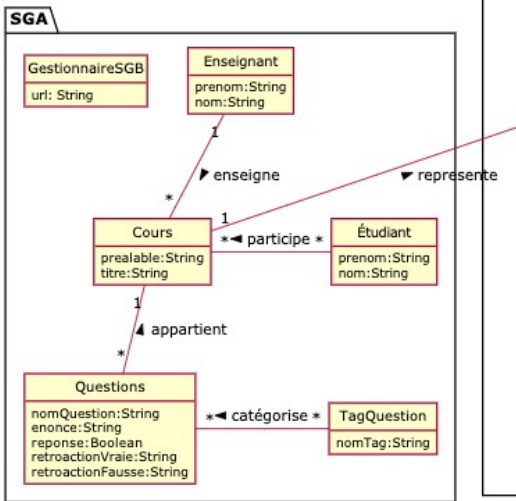 SGA
GestionnaireSGB
url: String
Enseignant
prenom:String
nom:String
1
enseigne
*
1
represente
Cours
prealable:String
titre:String
* participe *
Étudiant
prenom:String
nom:String
1
appartient
*
Questions
nomQuestion:String
enonce:String
reponse:Boolean
retroactionVraie:String
retroactionFausse:String
* catégorise *
TagQuestion
nomTag:String